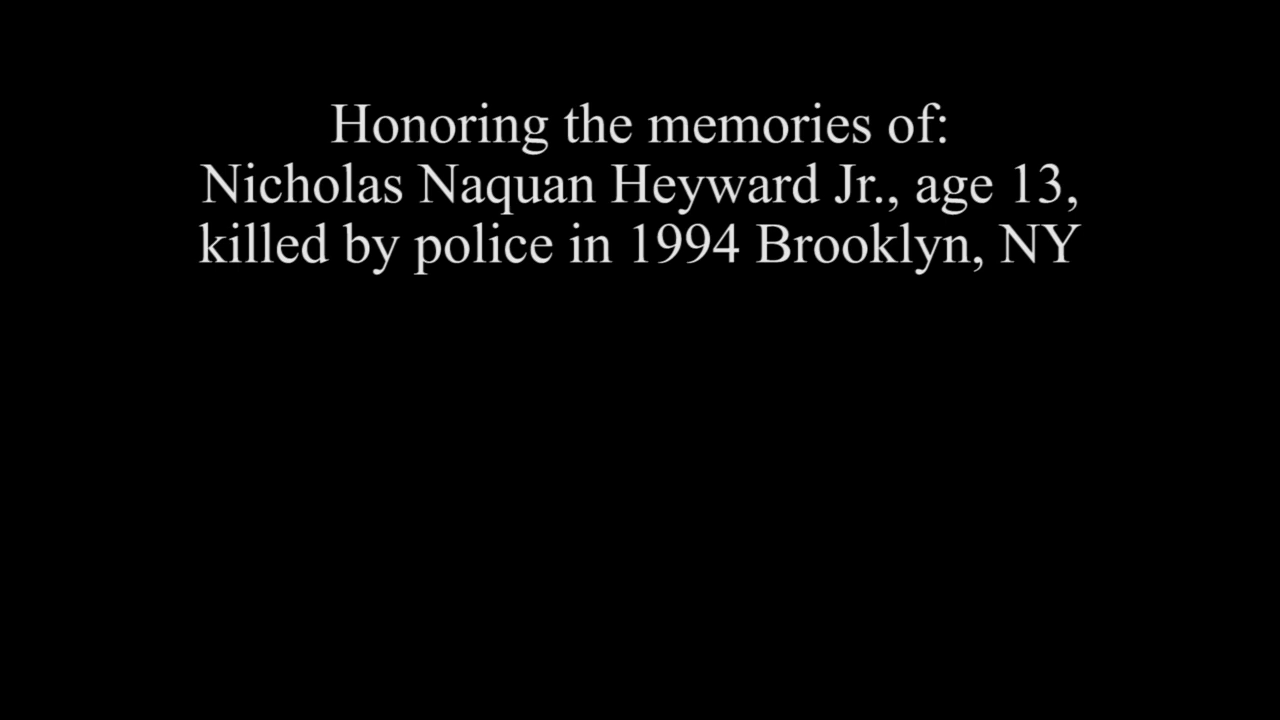 Honoring the memories of:
Nicholas Naquan Heyward Jr., age 13,
killed by police in 1994 Brooklyn, NY